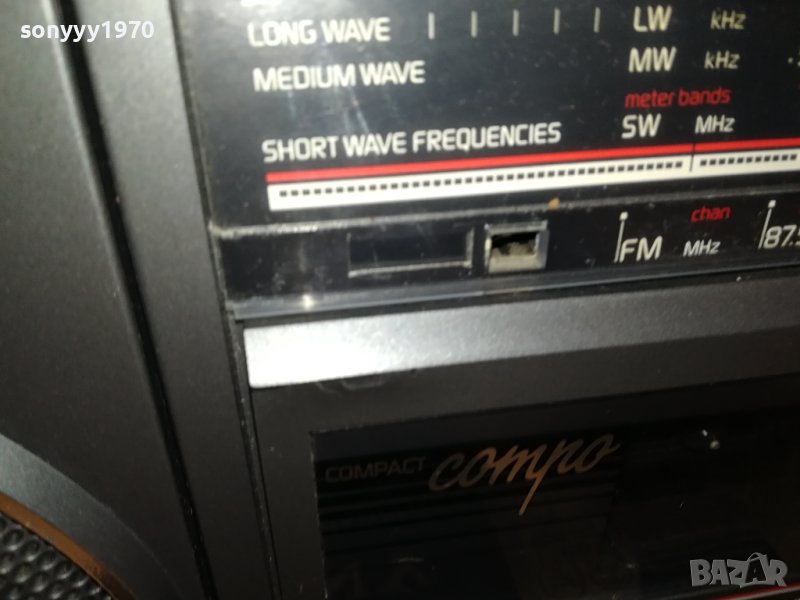 sonyyy1970
LONG WAVE LW kHz
MEDIUM WAVE MW kHz
meter bands
SHORT WAVE FREQUENCIES SW MHz
chan
FM MHz 87.5
COMPACT compo
BAZAR